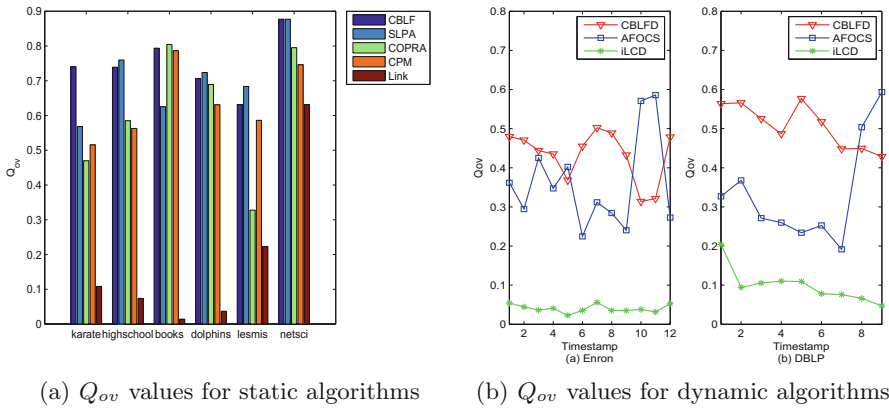 0.9
0.8
0.7
0.6
0.5
0.4
0.3
0.2
0.1
0
Q_ov
CBLF
SLPA
COPRA
CPM
Link
karate highschool books dolphins lesmis netsci
(a) Q_ov values for static algorithms
0.8
0.7
0.6
0.5
0.4
0.3
0.2
0.1
0
Qov
CBLFD
AFOCS
iLCD
2 4 6 8 10 12
Timestamp
(a) Enron
0.8
0.7
0.6
0.5
0.4
0.3
0.2
0.1
0
Qov
CBLFD
AFOCS
iLCD
2 4 6 8
Timestamp
(b) DBLP
(b) Q_ov values for dynamic algorithms